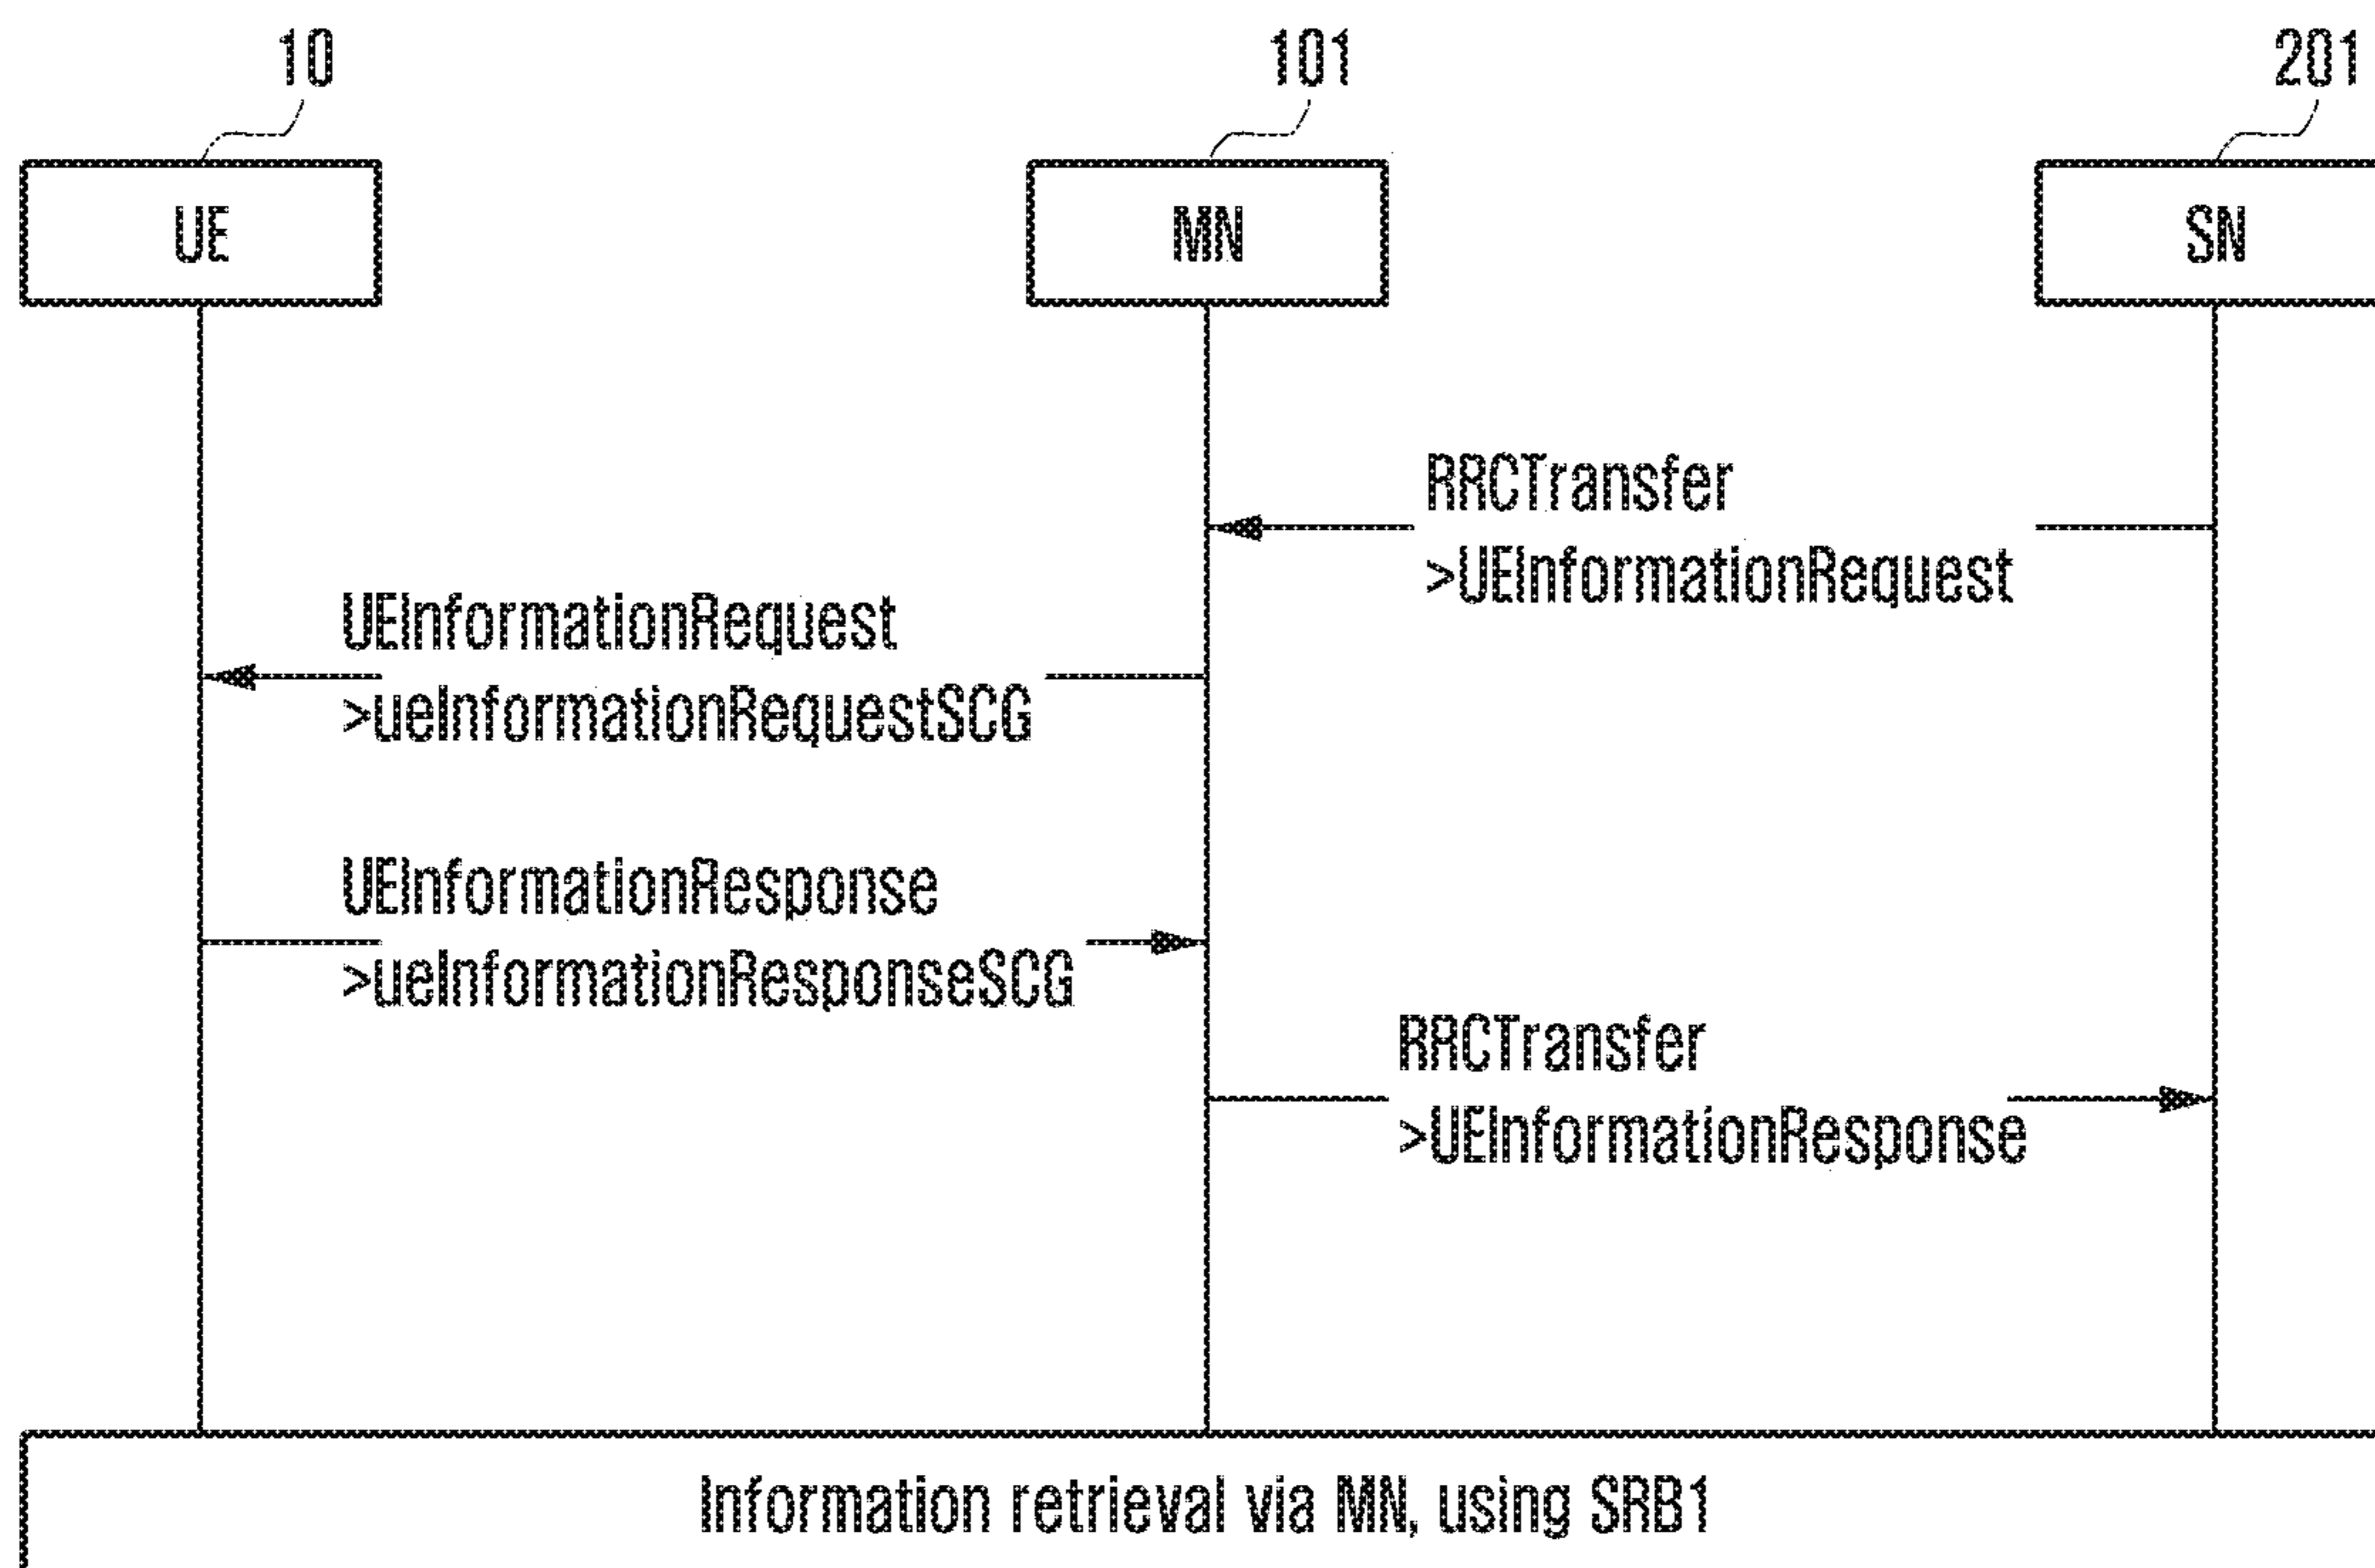 10
101
201
UE
MN
SN
RRCTransfer
>UEInformationRequest
UEInformationRequest
>ueInformationRequestSCG
UEInformationResponse
>ueInformationResponseSCG
RRCTransfer
>UEInformationResponse
Information retrieval via MN, using SRB1